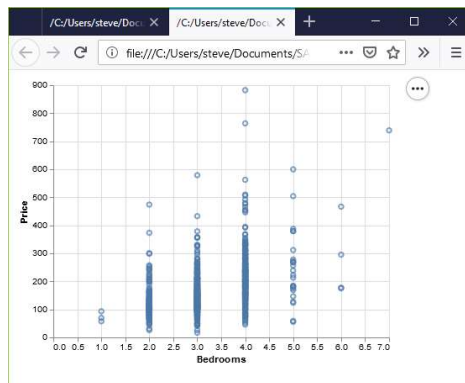 /C:/Users/steve/Docu
/C:/Users/steve/Docu
file:///C:/Users/steve/Documents/SA
900
800
700
600
500
400
300
200
100
0
Price
0.0 0.5 1.0 1.5 2.0 2.5 3.0 3.5 4.0 4.5 5.0 5.5 6.0 6.5 7.0
Bedrooms